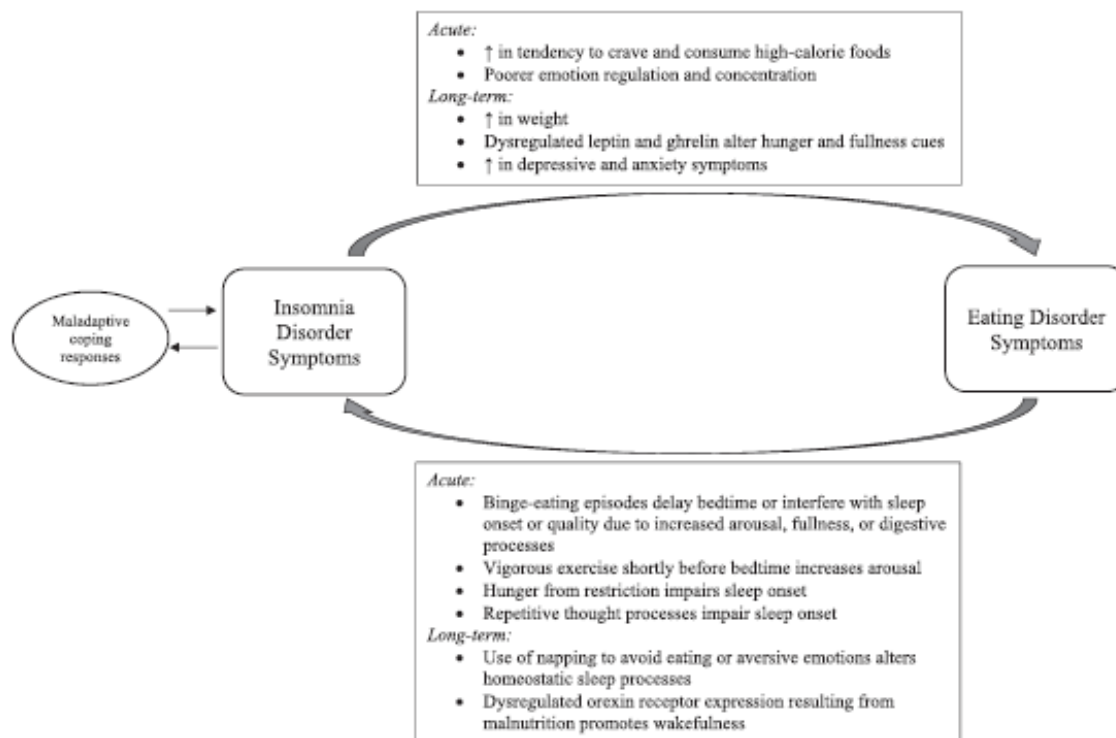 Acute:
• ↑ in tendency to crave and consume high-calorie foods
• Poorer emotion regulation and concentration
Long-term:
• ↑ in weight
• Dysregulated leptin and ghrelin alter hunger and fullness cues
• ↑ in depressive and anxiety symptoms
Maladaptive
coping
responses
Insomnia
Disorder
Symptoms
Eating Disorder
Symptoms
Acute:
• Binge-eating episodes delay bedtime or interfere with sleep
onset or quality due to increased arousal, fullness, or digestive
processes
• Vigorous exercise shortly before bedtime increases arousal
• Hunger from restriction impairs sleep onset
• Repetitive thought processes impair sleep onset
Long-term:
• Use of napping to avoid eating or aversive emotions alters
homeostatic sleep processes
• Dysregulated orexin receptor expression resulting from
malnutrition promotes wakefulness